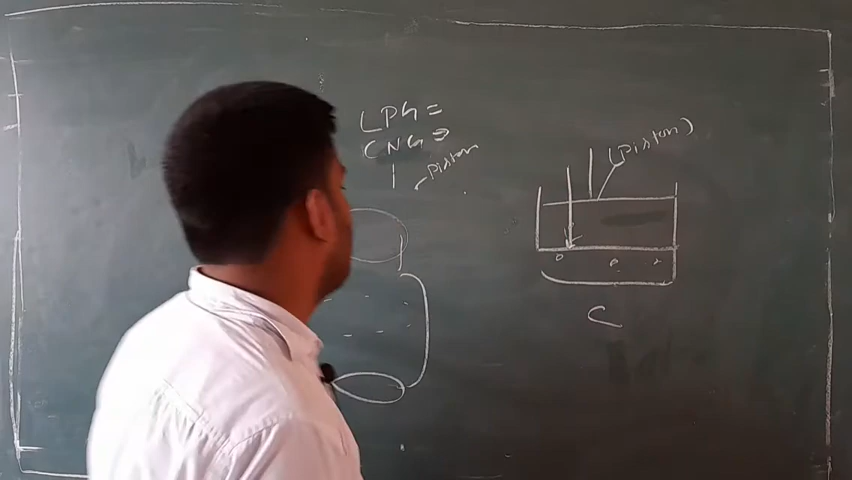 LPG =
CNG ⇒
Piston
(Piston)
C